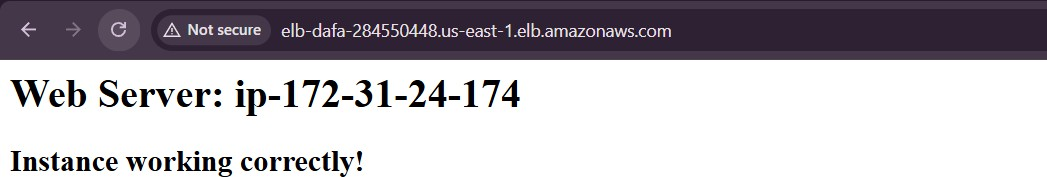 Not secure elb-dafa-284550448.us-east-1.elb.amazonaws.com
Web Server: ip-172-31-24-174
Instance working correctly!